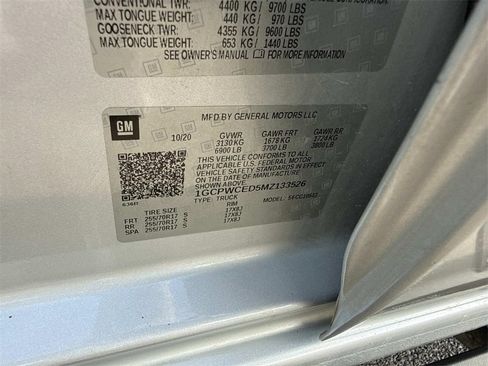 CONVENTIONAL TWR:
4400 KG/ 9700 LBS
MAX TONGUE WEIGHT: 440 KG/ 970 LBS
GOOSENECK TWR: 4355 KG/ 9600 LBS
MAX TONGUE WEIGHT: 653 KG/ 1440 LBS
SEE OWNER'S MANUAL FOR MORE INFORMATION
GM
MFD BY GENERAL MOTORS LLC
10/20 GVWR GAWR FRT GAWR RR
3130 KG 1678 KG 1724 KG
6900 LB 3700 LB 3800 LB
THIS VEHICLE CONFORMS TO ALL
APPLICABLE U.S. FEDERAL MOTOR
VEHICLE SAFETY STANDARDS IN EFFECT
ON THE DATE OF MANUFACTURE
1GCPWCED5MZ133526
TYPE: TRUCK MODEL:
TIRE SIZE RIM
FRT 255/70R17 S 17X8J
RR 255/70R17 S 17X8J
SPA 255/70R17 S 17X8J